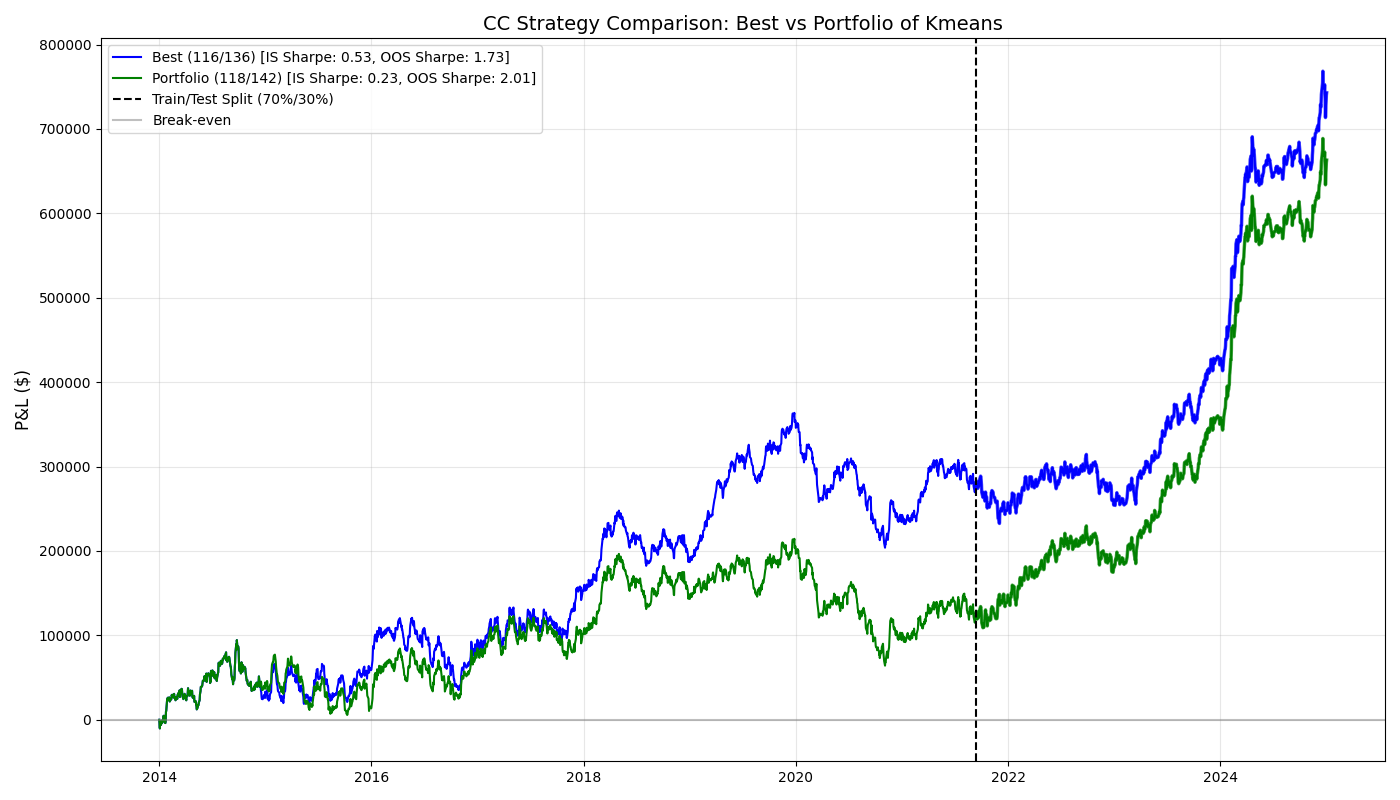 CC Strategy Comparison: Best vs Portfolio of Kmeans
Best (116/136) [IS Sharpe: 0.53, OOS Sharpe: 1.73]
Portfolio (118/142) [IS Sharpe: 0.23, OOS Sharpe: 2.01]
Train/Test Split (70%/30%)
Break-even
P&L ($)
800000
700000
600000
500000
400000
300000
200000
100000
0
2014 2016 2018 2020 2022 2024